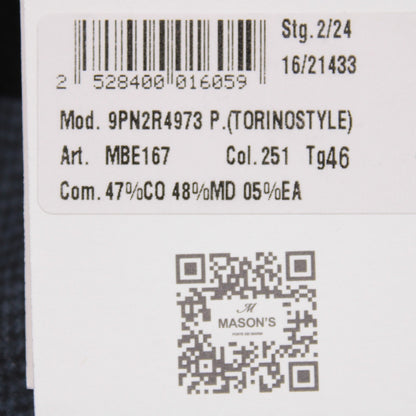 Stg. 2/24
16/21433
2 528400 016059
Mod. 9PN2R4973 P.(TORINOSTYLE)
Art. MBE167 Col. 251 Tg46
Com. 47%CO 48%MD 05%EA
M
MASON'S